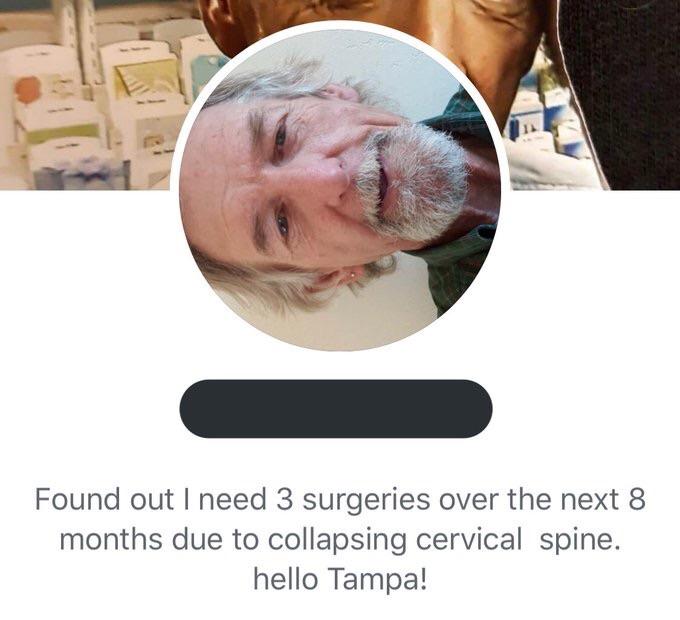 Found out I need 3 surgeries over the next 8
months due to collapsing cervical  spine.
hello Tampa!